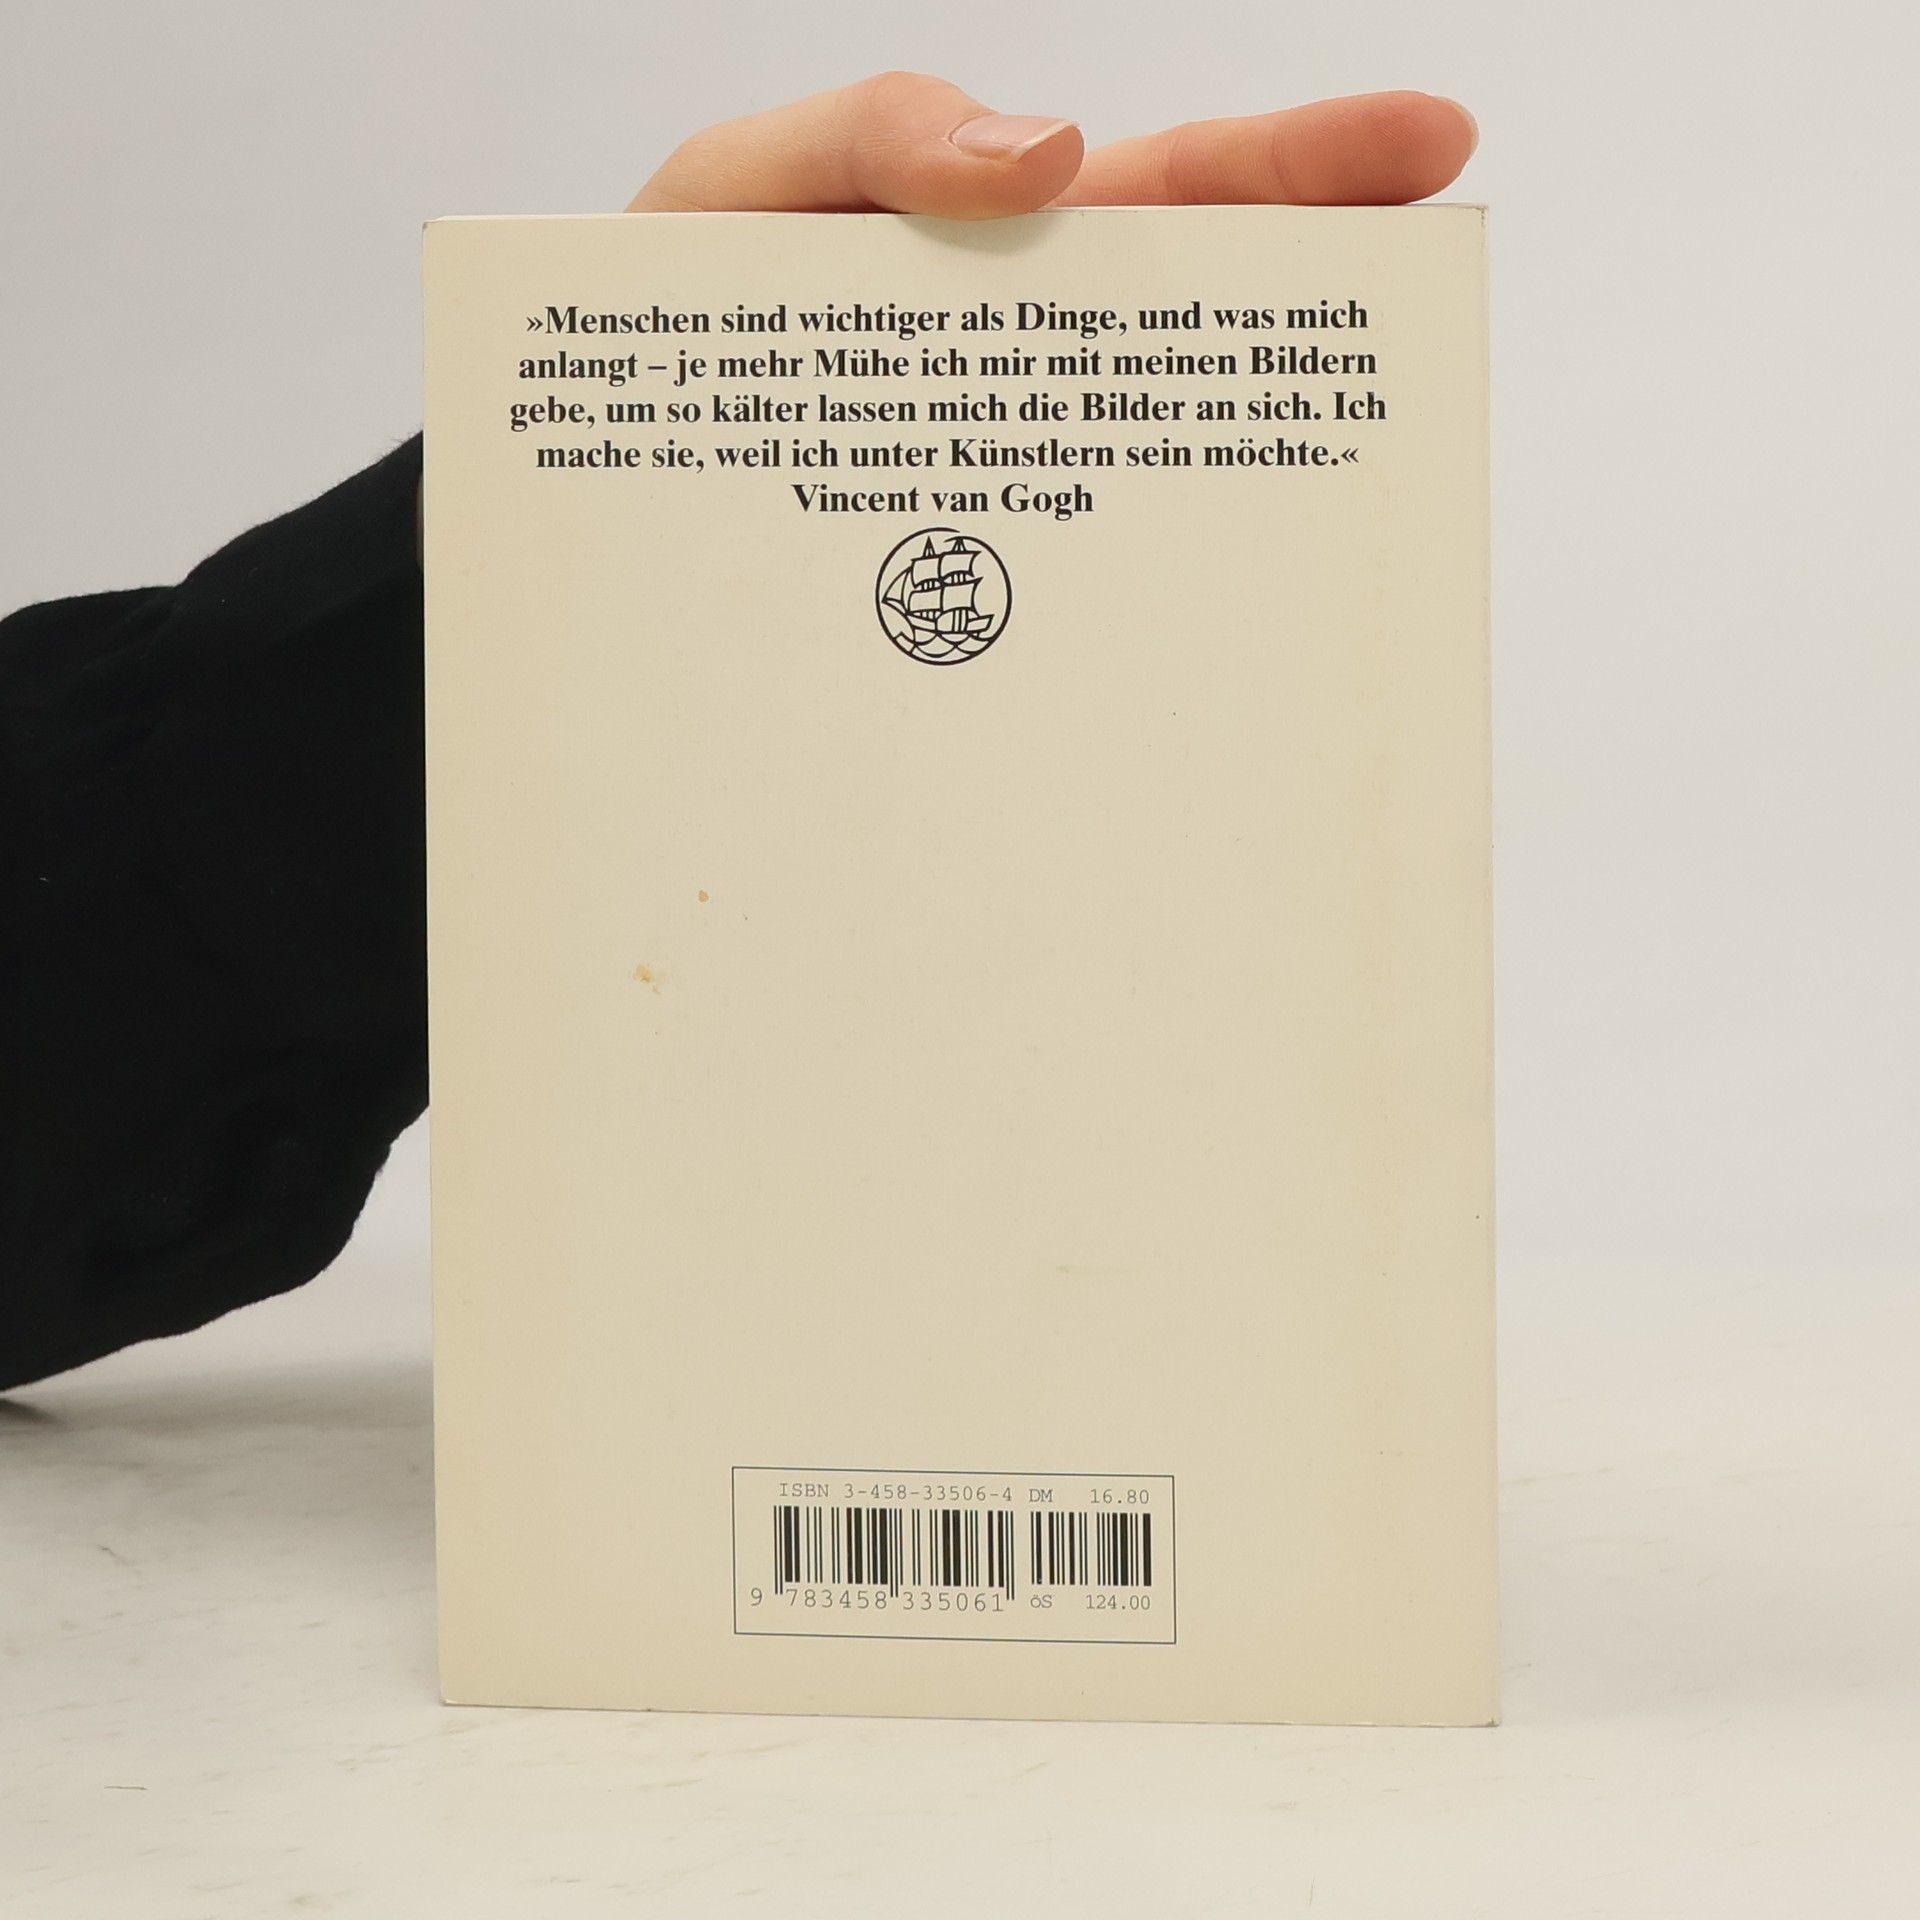 »Menschen sind wichtiger als Dinge, und was mich
anlangt – je mehr Mühe ich mir mit meinen Bildern
gebe, um so kälter lassen mich die Bilder an sich. Ich
mache sie, weil ich unter Künstlern sein möchte.«
Vincent van Gogh
ISBN 3-458-33506-4 DM 16.80
9 783458 335061 öS 124.00